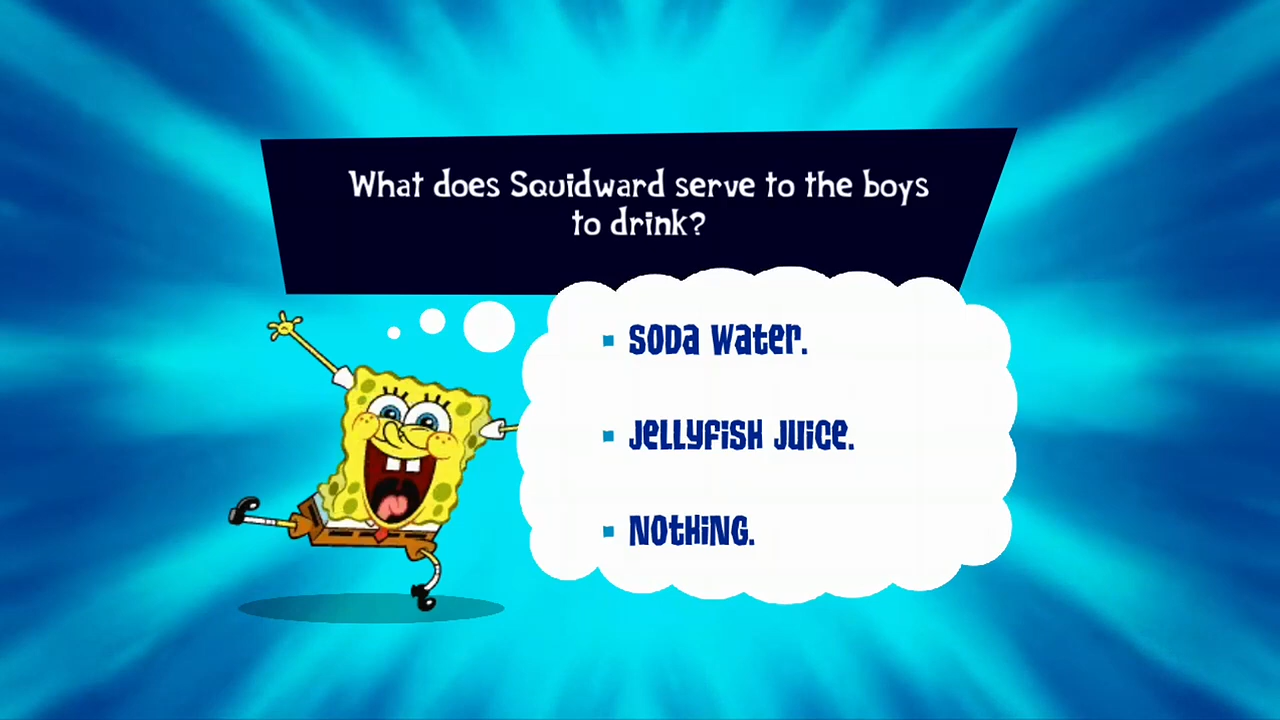 What does Squidward serve to the boys
to drink?
Soda water.
Jellyfish juice.
Nothing.